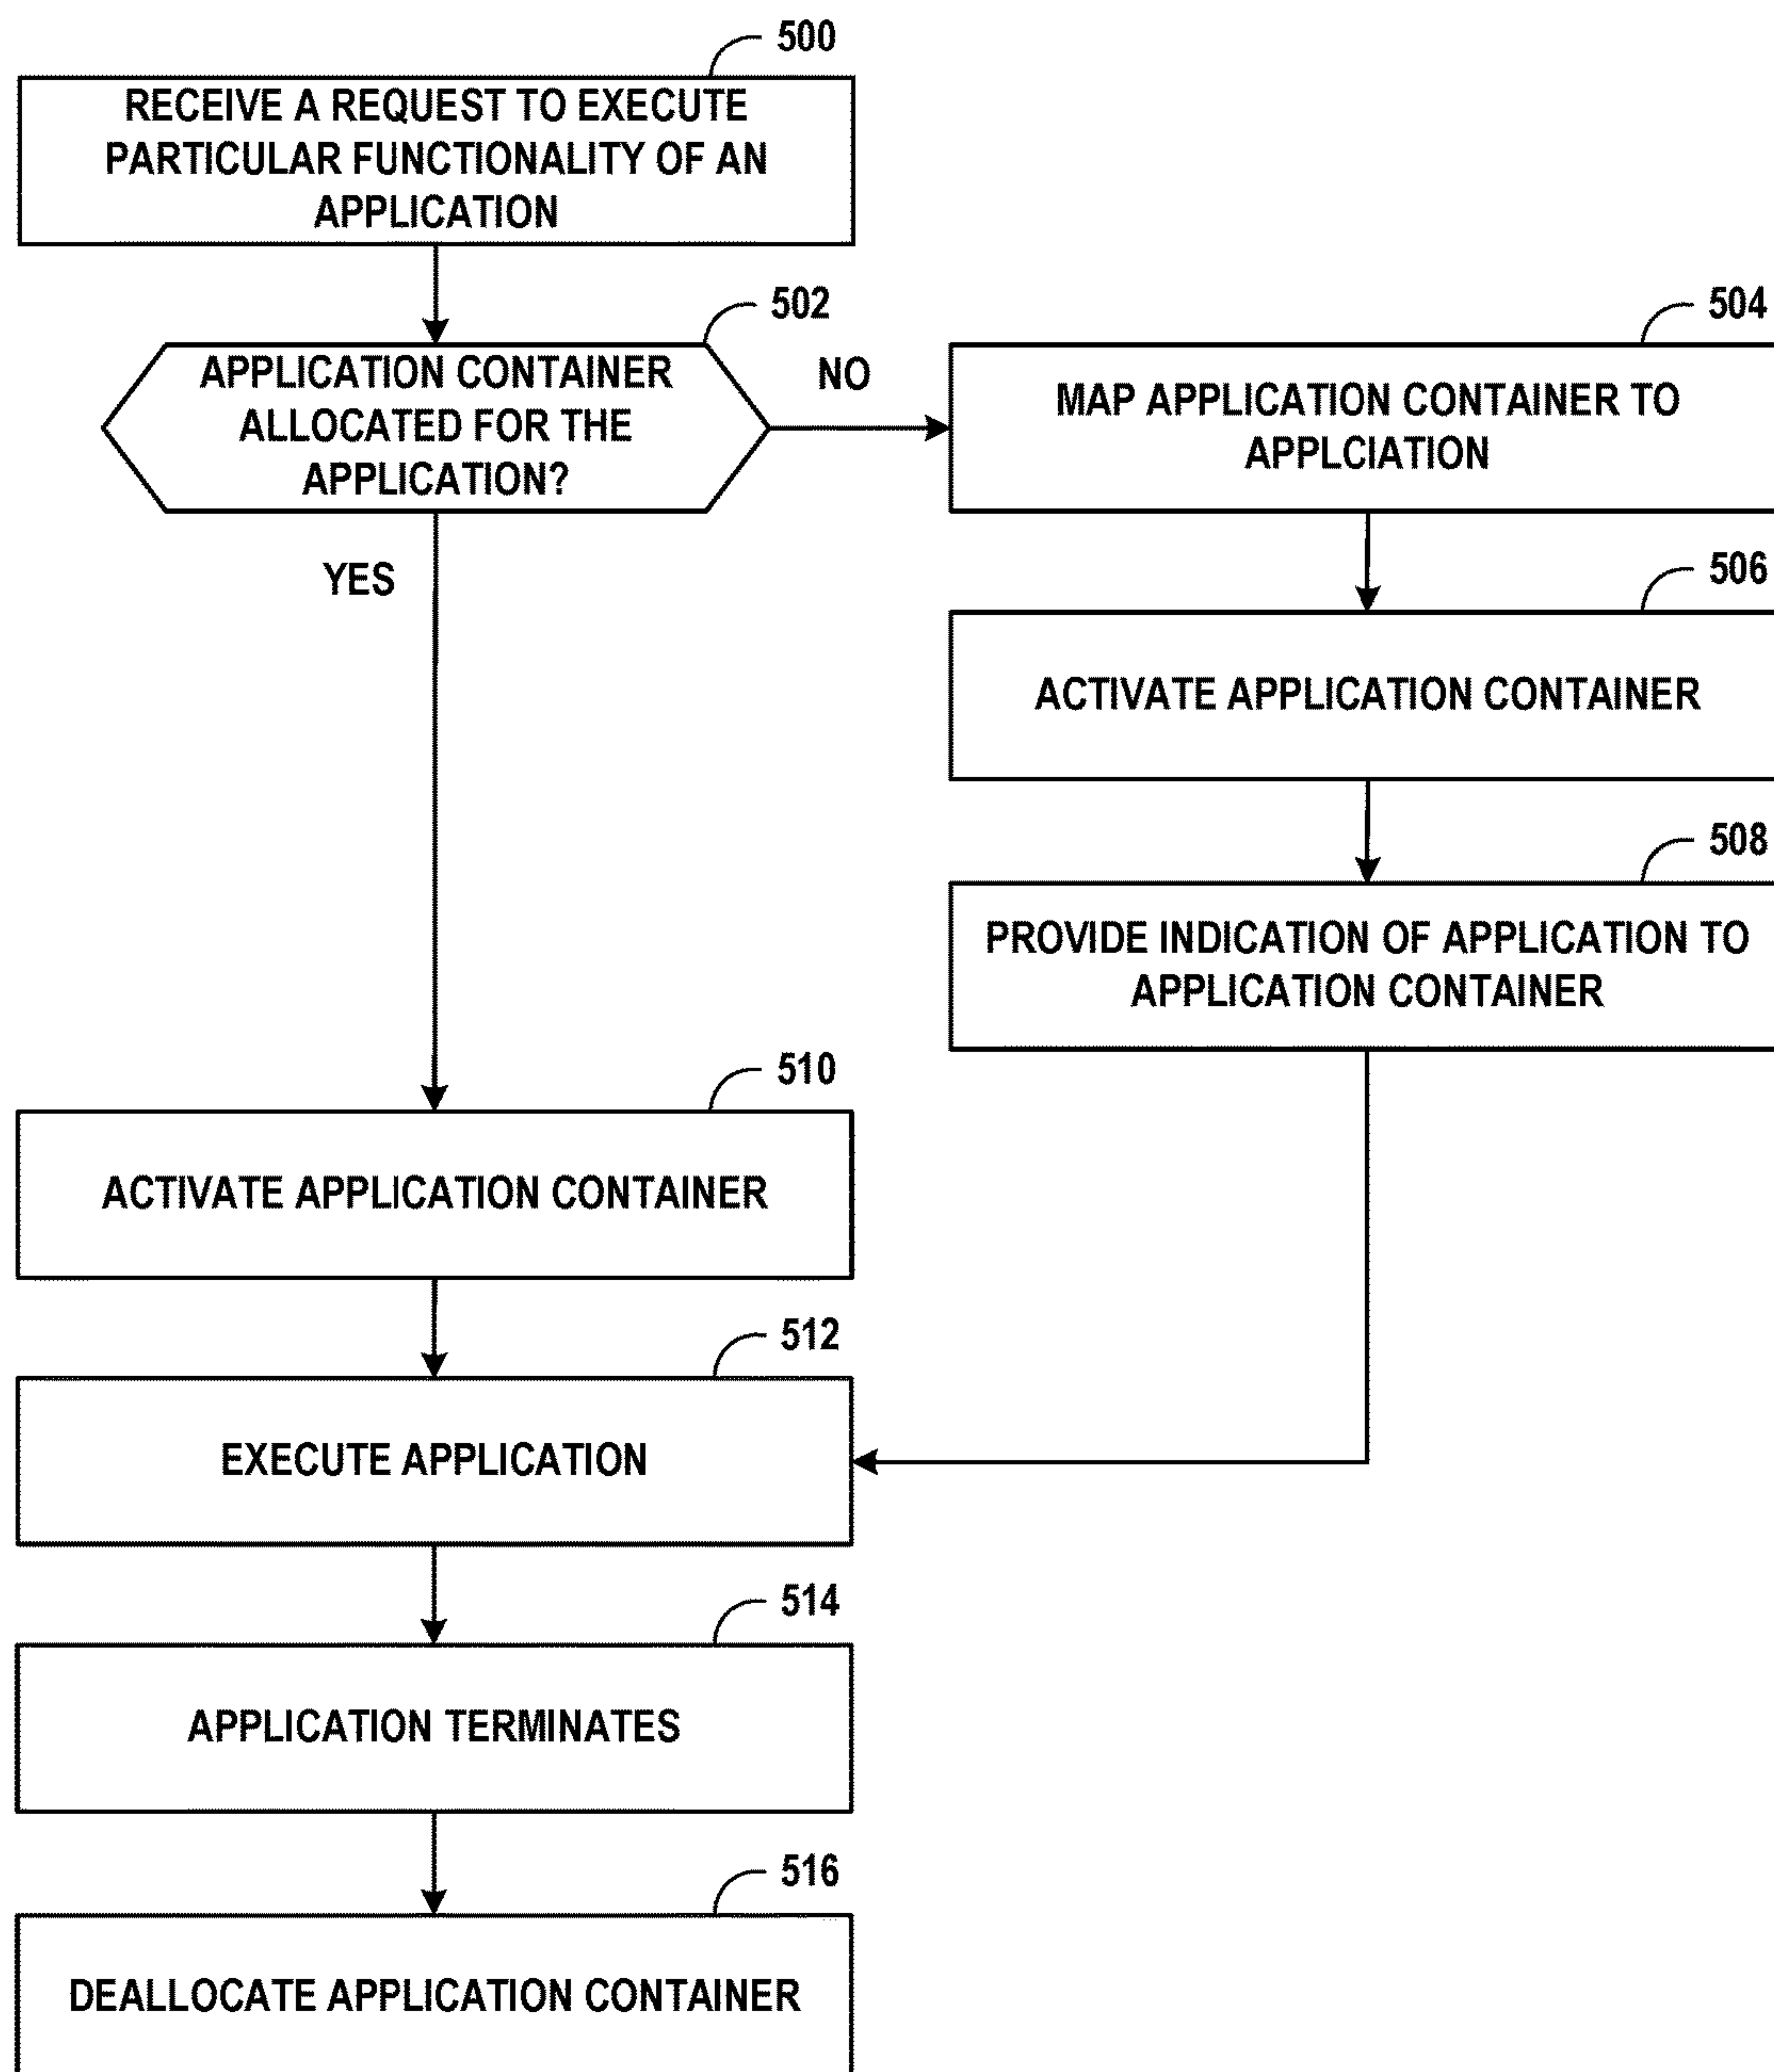 500
RECEIVE A REQUEST TO EXECUTE
PARTICULAR FUNCTIONALITY OF AN
APPLICATION
502
APPLICATION CONTAINER
ALLOCATED FOR THE
APPLICATION?
NO
YES
504
MAP APPLICATION CONTAINER TO
APPLCIATION
506
ACTIVATE APPLICATION CONTAINER
508
PROVIDE INDICATION OF APPLICATION TO
APPLICATION CONTAINER
510
ACTIVATE APPLICATION CONTAINER
512
EXECUTE APPLICATION
514
APPLICATION TERMINATES
516
DEALLOCATE APPLICATION CONTAINER